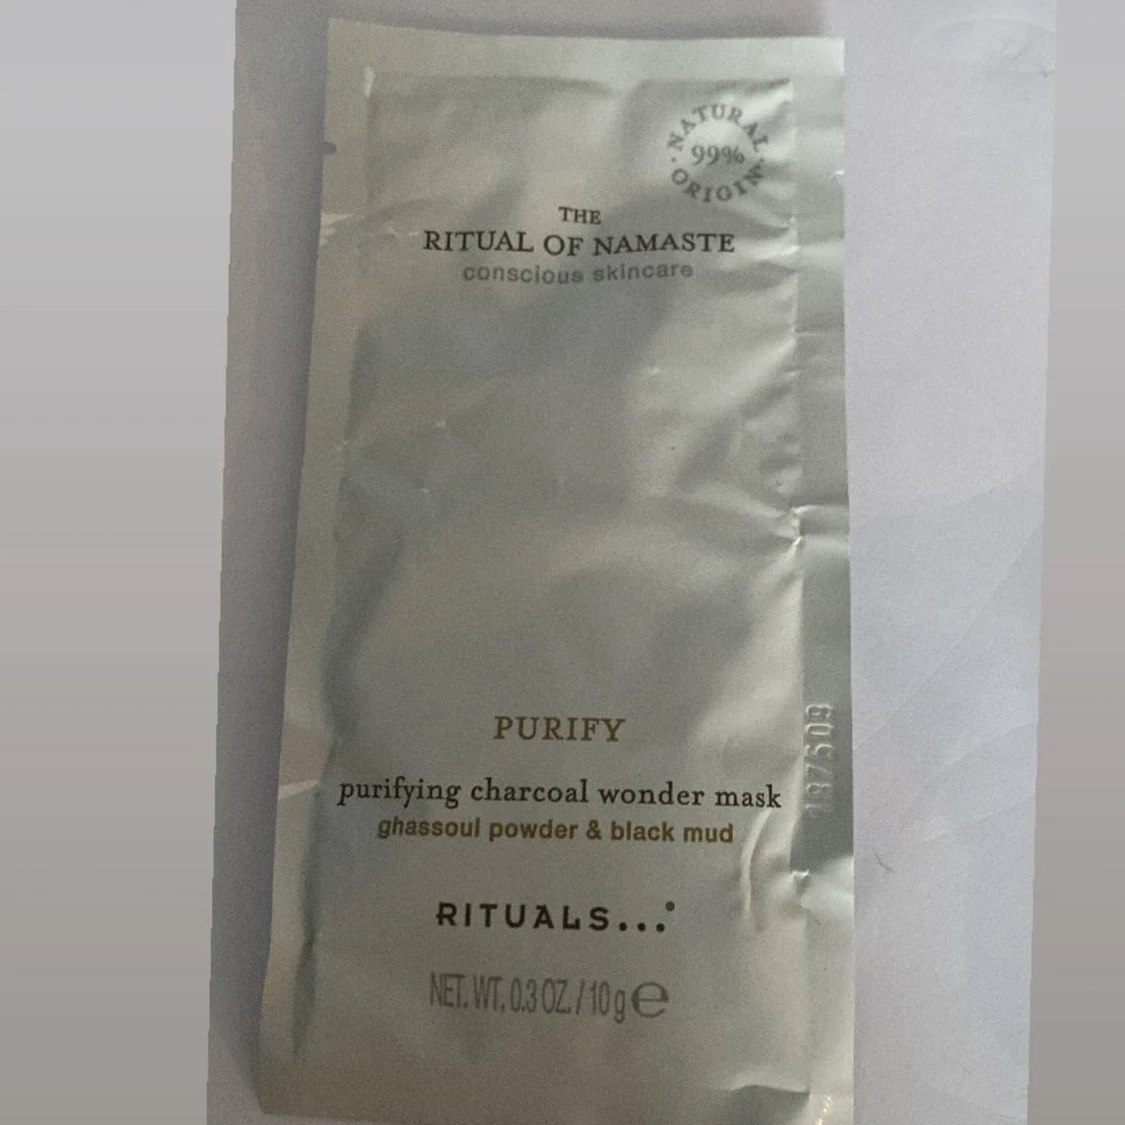 NATURAL
99%
ORIGIN
THE
RITUAL OF NAMASTE
conscious skincare
PURIFY
purifying charcoal wonder mask
ghassoul powder & black mud
RITUALS...
NET. WT. 0.3 OZ. / 10 g e